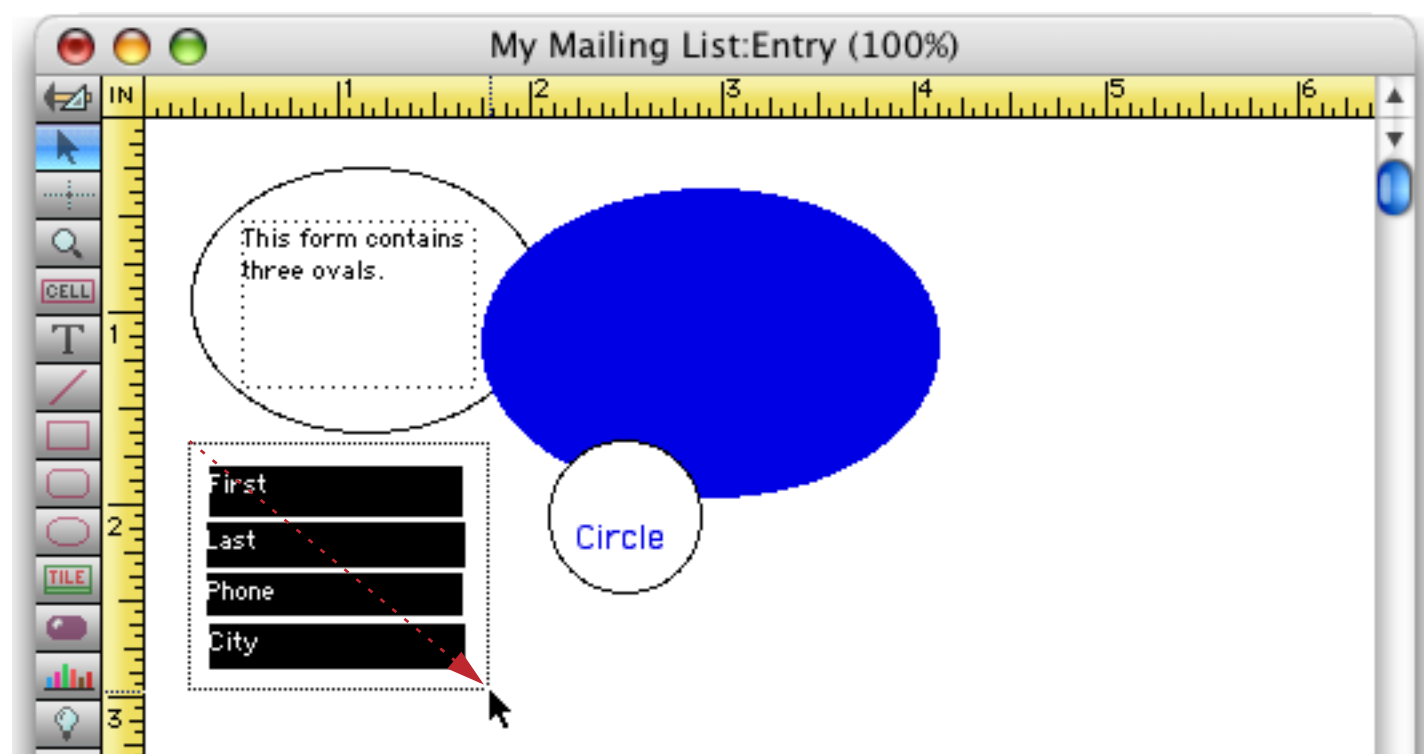 My Mailing List:Entry (100%)
IN 1 2 3 4 5 6
This form contains
three ovals.
CELL
T
1
First
2
Last
Circle
TILE
Phone
City
3